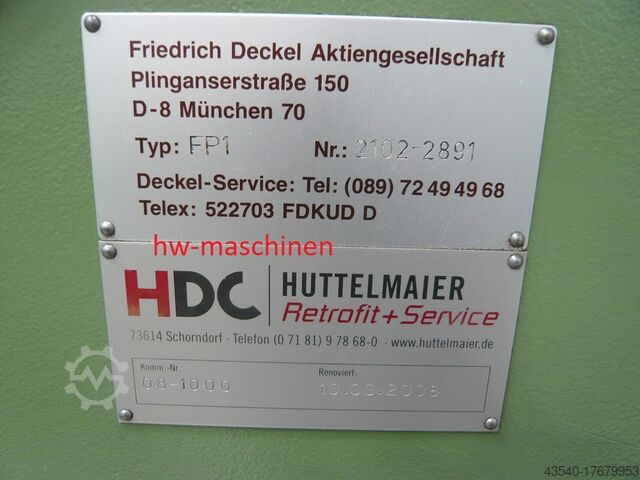 Friedrich Deckel Aktiengesellschaft
Plinganserstraße 150
D-8 München 70
Typ: FP1 Nr.: 2102-2891
Deckel-Service: Tel: (089) 72 49 49 68
Telex: 522703 FDKUD D
hw-maschinen
HDC HUTTELMAIER
Retrofit+Service
73614 Schorndorf · Telefon (0 71 81) 9 78 68-0 · www.huttelmaier.de
Komm.-Nr. Renoviert:
08-1000 10.03.2006
43540-17679953